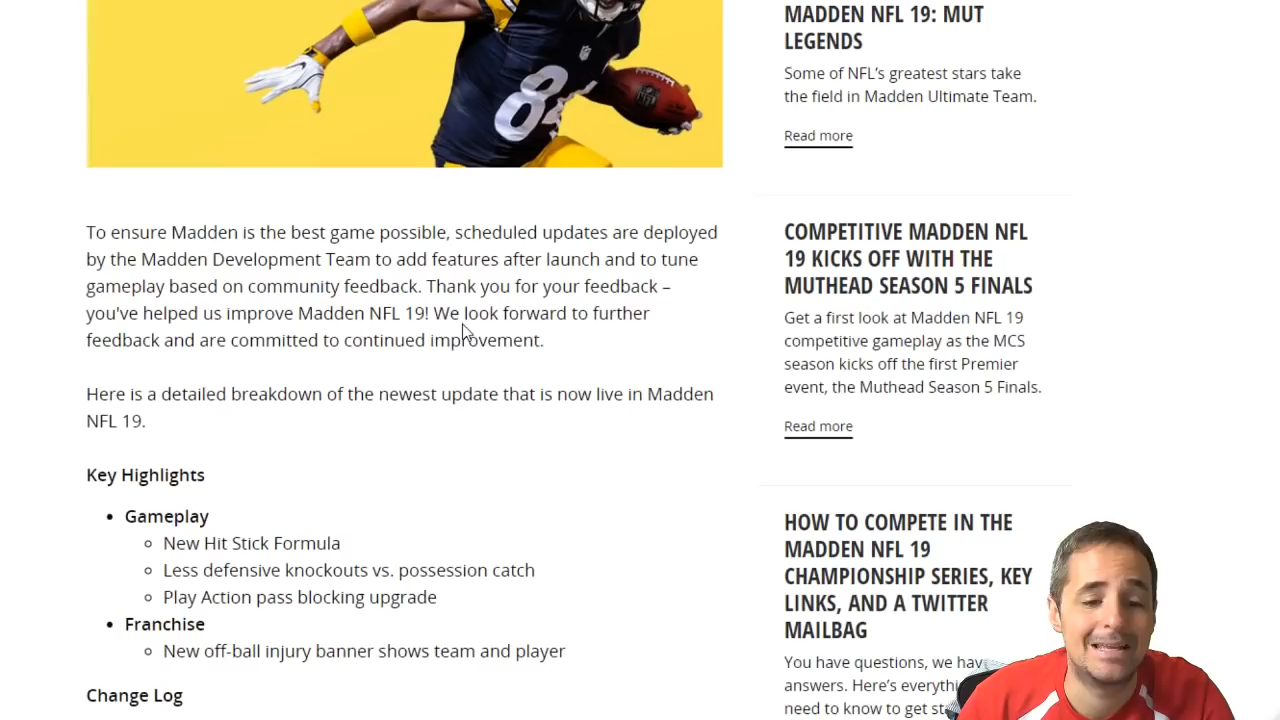 84
NFL
To ensure Madden is the best game possible, scheduled updates are deployed
by the Madden Development Team to add features after launch and to tune
gameplay based on community feedback. Thank you for your feedback –
you've helped us improve Madden NFL 19! We look forward to further
feedback and are committed to continued improvement.
Here is a detailed breakdown of the newest update that is now live in Madden
NFL 19.
Key Highlights
• Gameplay
◦ New Hit Stick Formula
◦ Less defensive knockouts vs. possession catch
◦ Play Action pass blocking upgrade
• Franchise
◦ New off-ball injury banner shows team and player
Change Log
MADDEN NFL 19: MUT
LEGENDS
Some of NFL’s greatest stars take
the field in Madden Ultimate Team.
Read more
COMPETITIVE MADDEN NFL
19 KICKS OFF WITH THE
MUTHEAD SEASON 5 FINALS
Get a first look at Madden NFL 19
competitive gameplay as the MCS
season kicks off the first Premier
event, the Muthead Season 5 Finals.
Read more
HOW TO COMPETE IN THE
MADDEN NFL 19
CHAMPIONSHIP SERIES, KEY
LINKS, AND A TWITTER
MAILBAG
You have questions, we hav
answers. Here’s everythi
need to know to get st